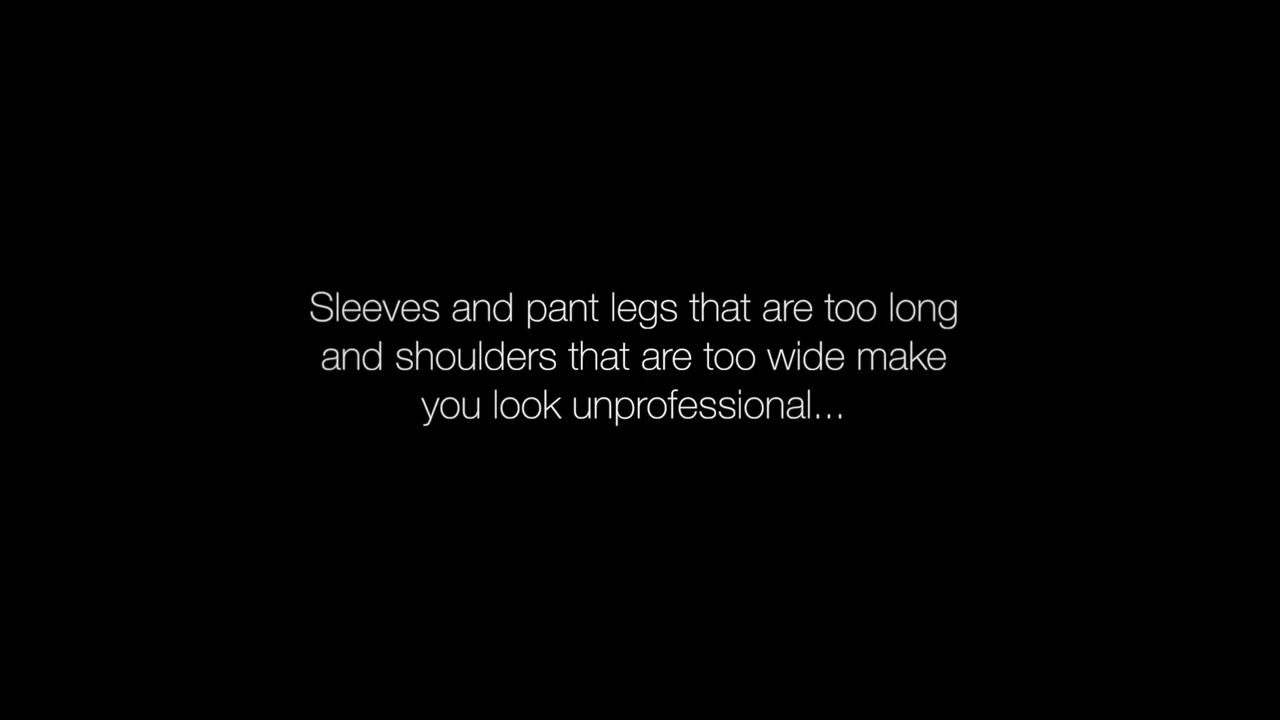 Sleeves and pant legs that are too long
and shoulders that are too wide make
you look unprofessional...